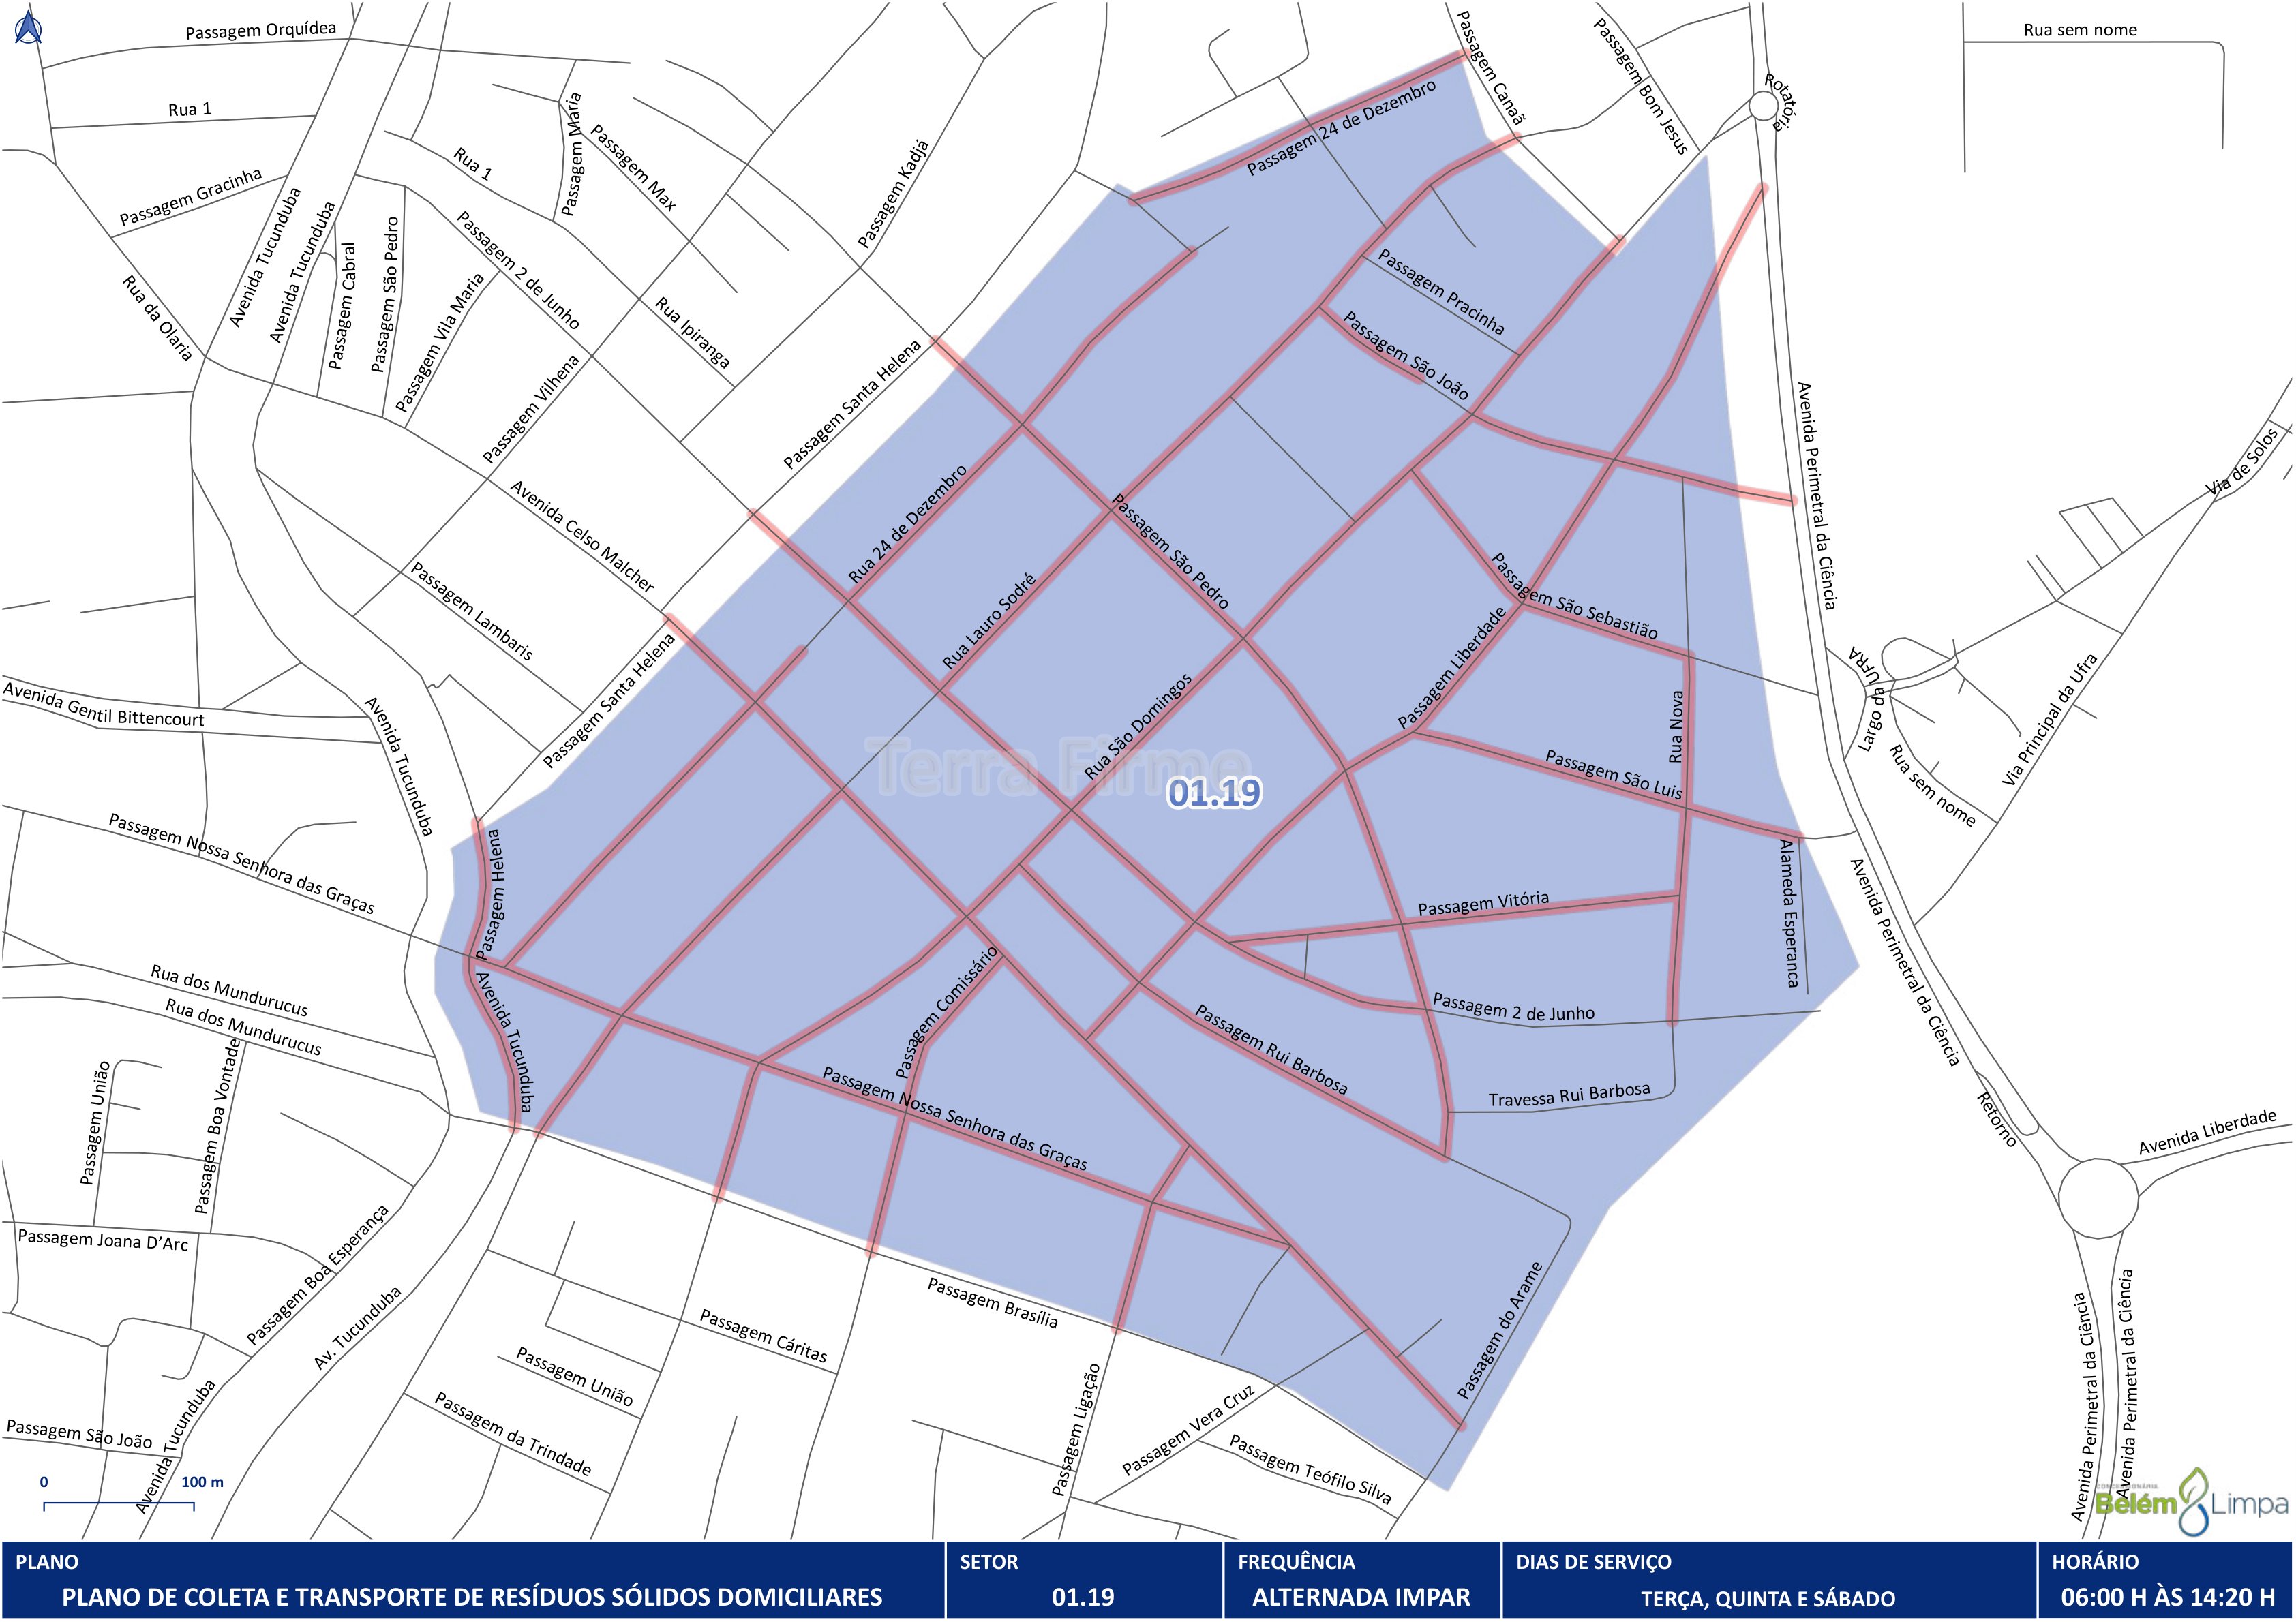 Passagem Orquídea
Rua sem nome
Passagem Canaã
Passagem Bom Jesus
Rotatória
Rua 1
Passagem Maria
Passagem Max
Passagem 24 de Dezembro
Rua 1
Passagem Kadjá
Passagem Gracinha
Avenida Tucunduba
Avenida Tucunduba
Passagem Cabral
Passagem São Pedro
Passagem Vila Maria
Passagem 2 de Junho
Rua Ipiranga
Rua da Olaria
Passagem Pracinha
Passagem São João
Passagem Vilhena
Passagem Santa Helena
Avenida Perimetral da Ciência
Via de Solos
Avenida Celso Malcher
Rua 24 de Dezembro
Passagem São Pedro
Passagem Lambaris
Rua Lauro Sodré
Passagem São Sebastião
Passagem Liberdade
Passagem Santa Helena
Rua São Domingos
Rua Nova
Largo da UFRA
Via Principal da Ufra
Rua sem nome
Avenida Gentil Bittencourt
Avenida Tucunduba
Terra Firme
01.19
Passagem São Luis
Passagem Nossa Senhora das Graças
Passagem Helena
Alameda Esperanca
Passagem Vitória
Avenida Perimetral da Ciência
Rua dos Mundurucus
Rua dos Mundurucus
Avenida Tucunduba
Passagem Comissário
Passagem 2 de Junho
Passagem Rui Barbosa
Travessa Rui Barbosa
Passagem União
Passagem Boa Vontade
Passagem Nossa Senhora das Graças
Retorno
Avenida Liberdade
Passagem Joana D’Arc
Passagem Boa Esperança
Av. Tucunduba
Passagem Brasília
Passagem Cáritas
Passagem do Arame
Passagem União
Passagem da Trindade
Passagem Ligação
Passagem Vera Cruz
Passagem Teófilo Silva
Passagem São João
Avenida Tucunduba
Avenida Perimetral da Ciência
Avenida Perimetral da Ciência
0 100 m
CONCESSIONÁRIA
Belém Limpa
PLANO
PLANO DE COLETA E TRANSPORTE DE RESÍDUOS SÓLIDOS DOMICILIARES
SETOR
01.19
FREQUÊNCIA
ALTERNADA IMPAR
DIAS DE SERVIÇO
TERÇA, QUINTA E SÁBADO
HORÁRIO
06:00 H ÀS 14:20 H